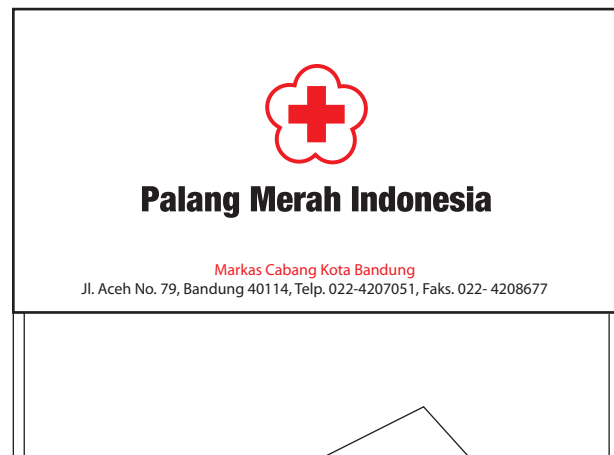 Palang Merah Indonesia
Markas Cabang Kota Bandung
Jl. Aceh No. 79, Bandung 40114, Telp. 022-4207051, Faks. 022- 4208677